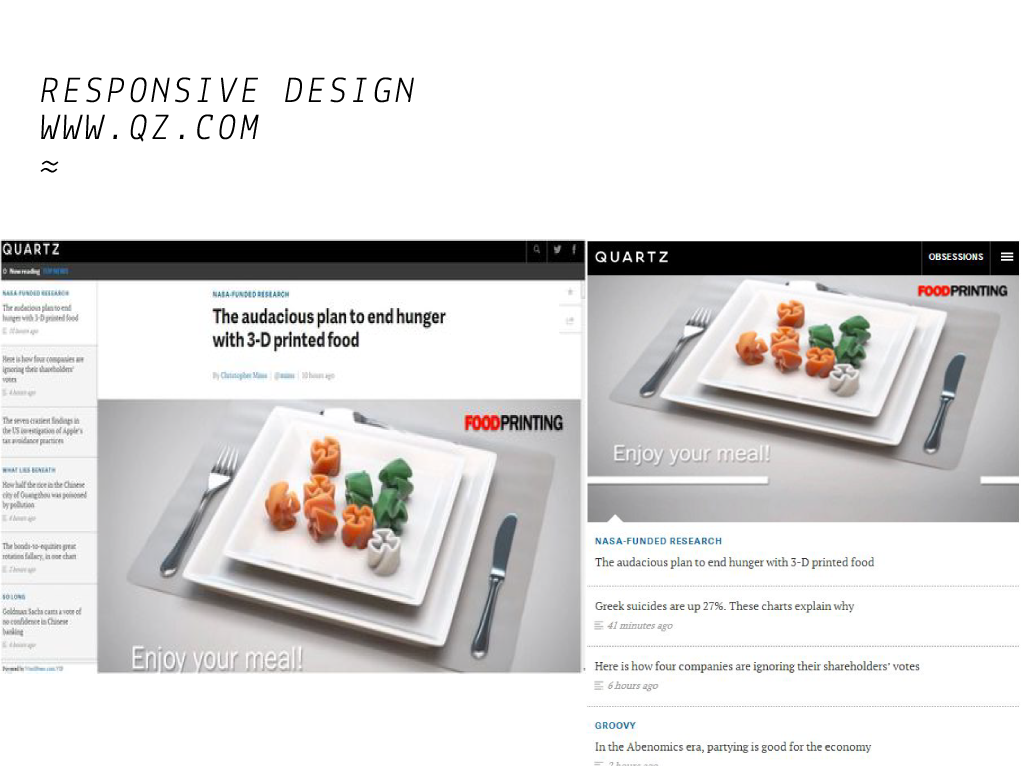 RESPONSIVE DESIGN
WWW.QZ.COM
≈
QUARTZ
Now reading TOP NEWS
NASA-FUNDED RESEARCH
The audacious plan to end
hunger with 3-D printed food
10 hours ago
Here is how four companies are
ignoring their shareholders'
votes
6 hours ago
The seven craziest findings in
the US investigation of Apple's
tax avoidance practices
WHAT LIES BENEATH
How half the rice in the Chinese
city of Guangzhou was poisoned
by pollution
The bonds-to-equities great
rotation fallacy, in one chart
2 hours ago
SO LONG
Goldman Sachs casts a vote of
no confidence in Chinese
banking
Powered by WordPress.com VIP
NASA-FUNDED RESEARCH
The audacious plan to end hunger
with 3-D printed food
By Christopher Mims | @mims | 10 hours ago
FOODPRINTING
Enjoy your meal!
QUARTZ
OBSESSIONS
FOODPRINTING
Enjoy your meal!
NASA-FUNDED RESEARCH
The audacious plan to end hunger with 3-D printed food
Greek suicides are up 27%. These charts explain why
41 minutes ago
Here is how four companies are ignoring their shareholders' votes
6 hours ago
GROOVY
In the Abenomics era, partying is good for the economy